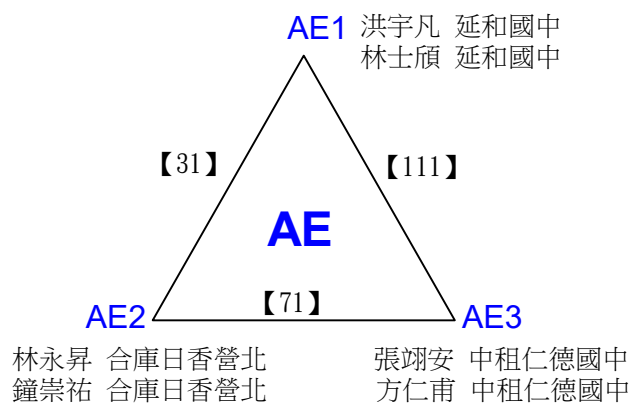 AE1 洪宇凡 延和國中
林士頎 延和國中
【31】 【111】
AE
【71】
AE2 AE3
林永昇 合庫日香營北 張翊安 中租仁德國中
鐘崇祐 合庫日香營北 方仁甫 中租仁德國中